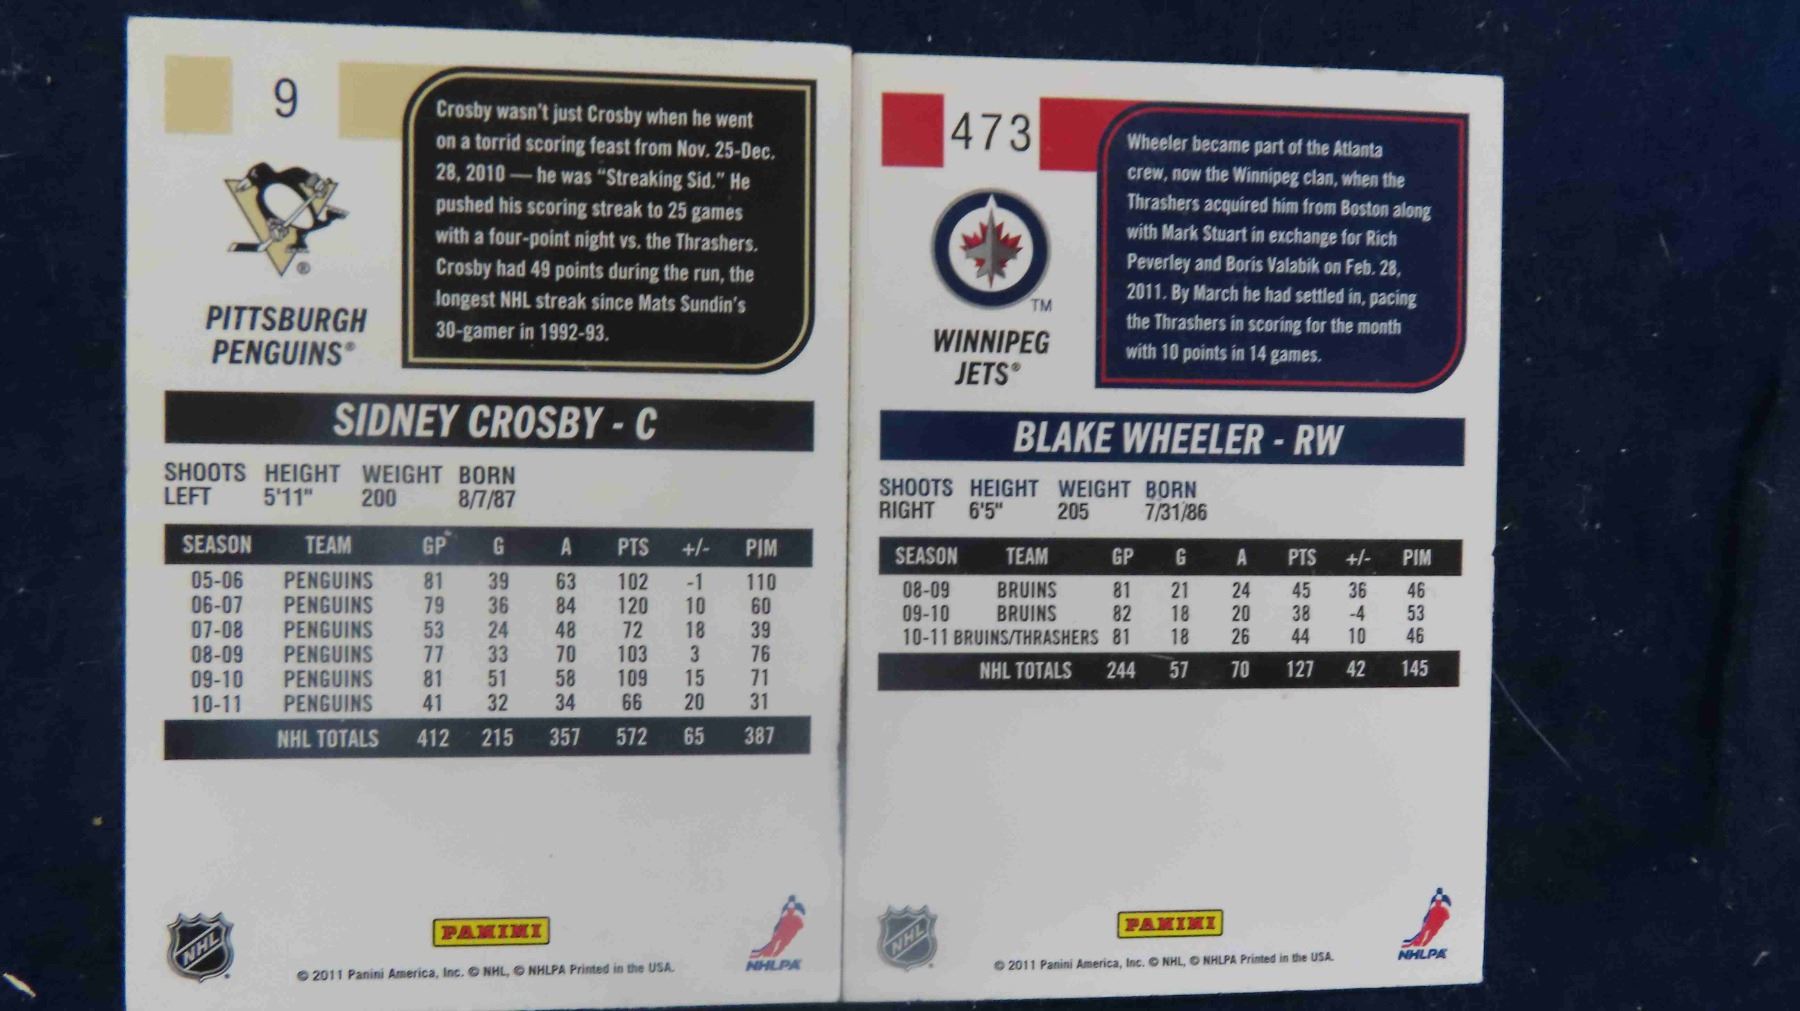 9
Crosby wasn't just Crosby when he went
on a torrid scoring feast from Nov. 25-Dec.
28, 2010 — he was "Streaking Sid." He
pushed his scoring streak to 25 games
with a four-point night vs. the Thrashers.
Crosby had 49 points during the run, the
longest NHL streak since Mats Sundin's
30-gamer in 1992-93.
®
PITTSBURGH
PENGUINS®
SIDNEY CROSBY - C
SHOOTS HEIGHT WEIGHT BORN
LEFT 5'11" 200 8/7/87
SEASON TEAM GP G A PTS +/- PIM
05-06 PENGUINS 81 39 63 102 -1 110
06-07 PENGUINS 79 36 84 120 10 60
07-08 PENGUINS 53 24 48 72 18 39
08-09 PENGUINS 77 33 70 103 3 76
09-10 PENGUINS 81 51 58 109 15 71
10-11 PENGUINS 41 32 34 66 20 31
NHL TOTALS 412 215 357 572 65 387
NHL
PANINI
NHLPA
© 2011 Panini America, Inc. © NHL, © NHLPA Printed in the USA.
473
Wheeler became part of the Atlanta
crew, now the Winnipeg clan, when the
Thrashers acquired him from Boston along
with Mark Stuart in exchange for Rich
Peverley and Boris Valabik on Feb. 28,
2011. By March he had settled in, pacing
the Thrashers in scoring for the month
with 10 points in 14 games.
TM
WINNIPEG
JETS®
BLAKE WHEELER - RW
SHOOTS HEIGHT WEIGHT BORN
RIGHT 6'5" 205 7/31/86
SEASON TEAM GP G A PTS +/- PIM
08-09 BRUINS 81 21 24 45 36 46
09-10 BRUINS 82 18 20 38 -4 53
10-11 BRUINS/THRASHERS 81 18 26 44 10 46
NHL TOTALS 244 57 70 127 42 145
NHL
PANINI
NHLPA
© 2011 Panini America, Inc. © NHL, © NHLPA Printed in the USA.